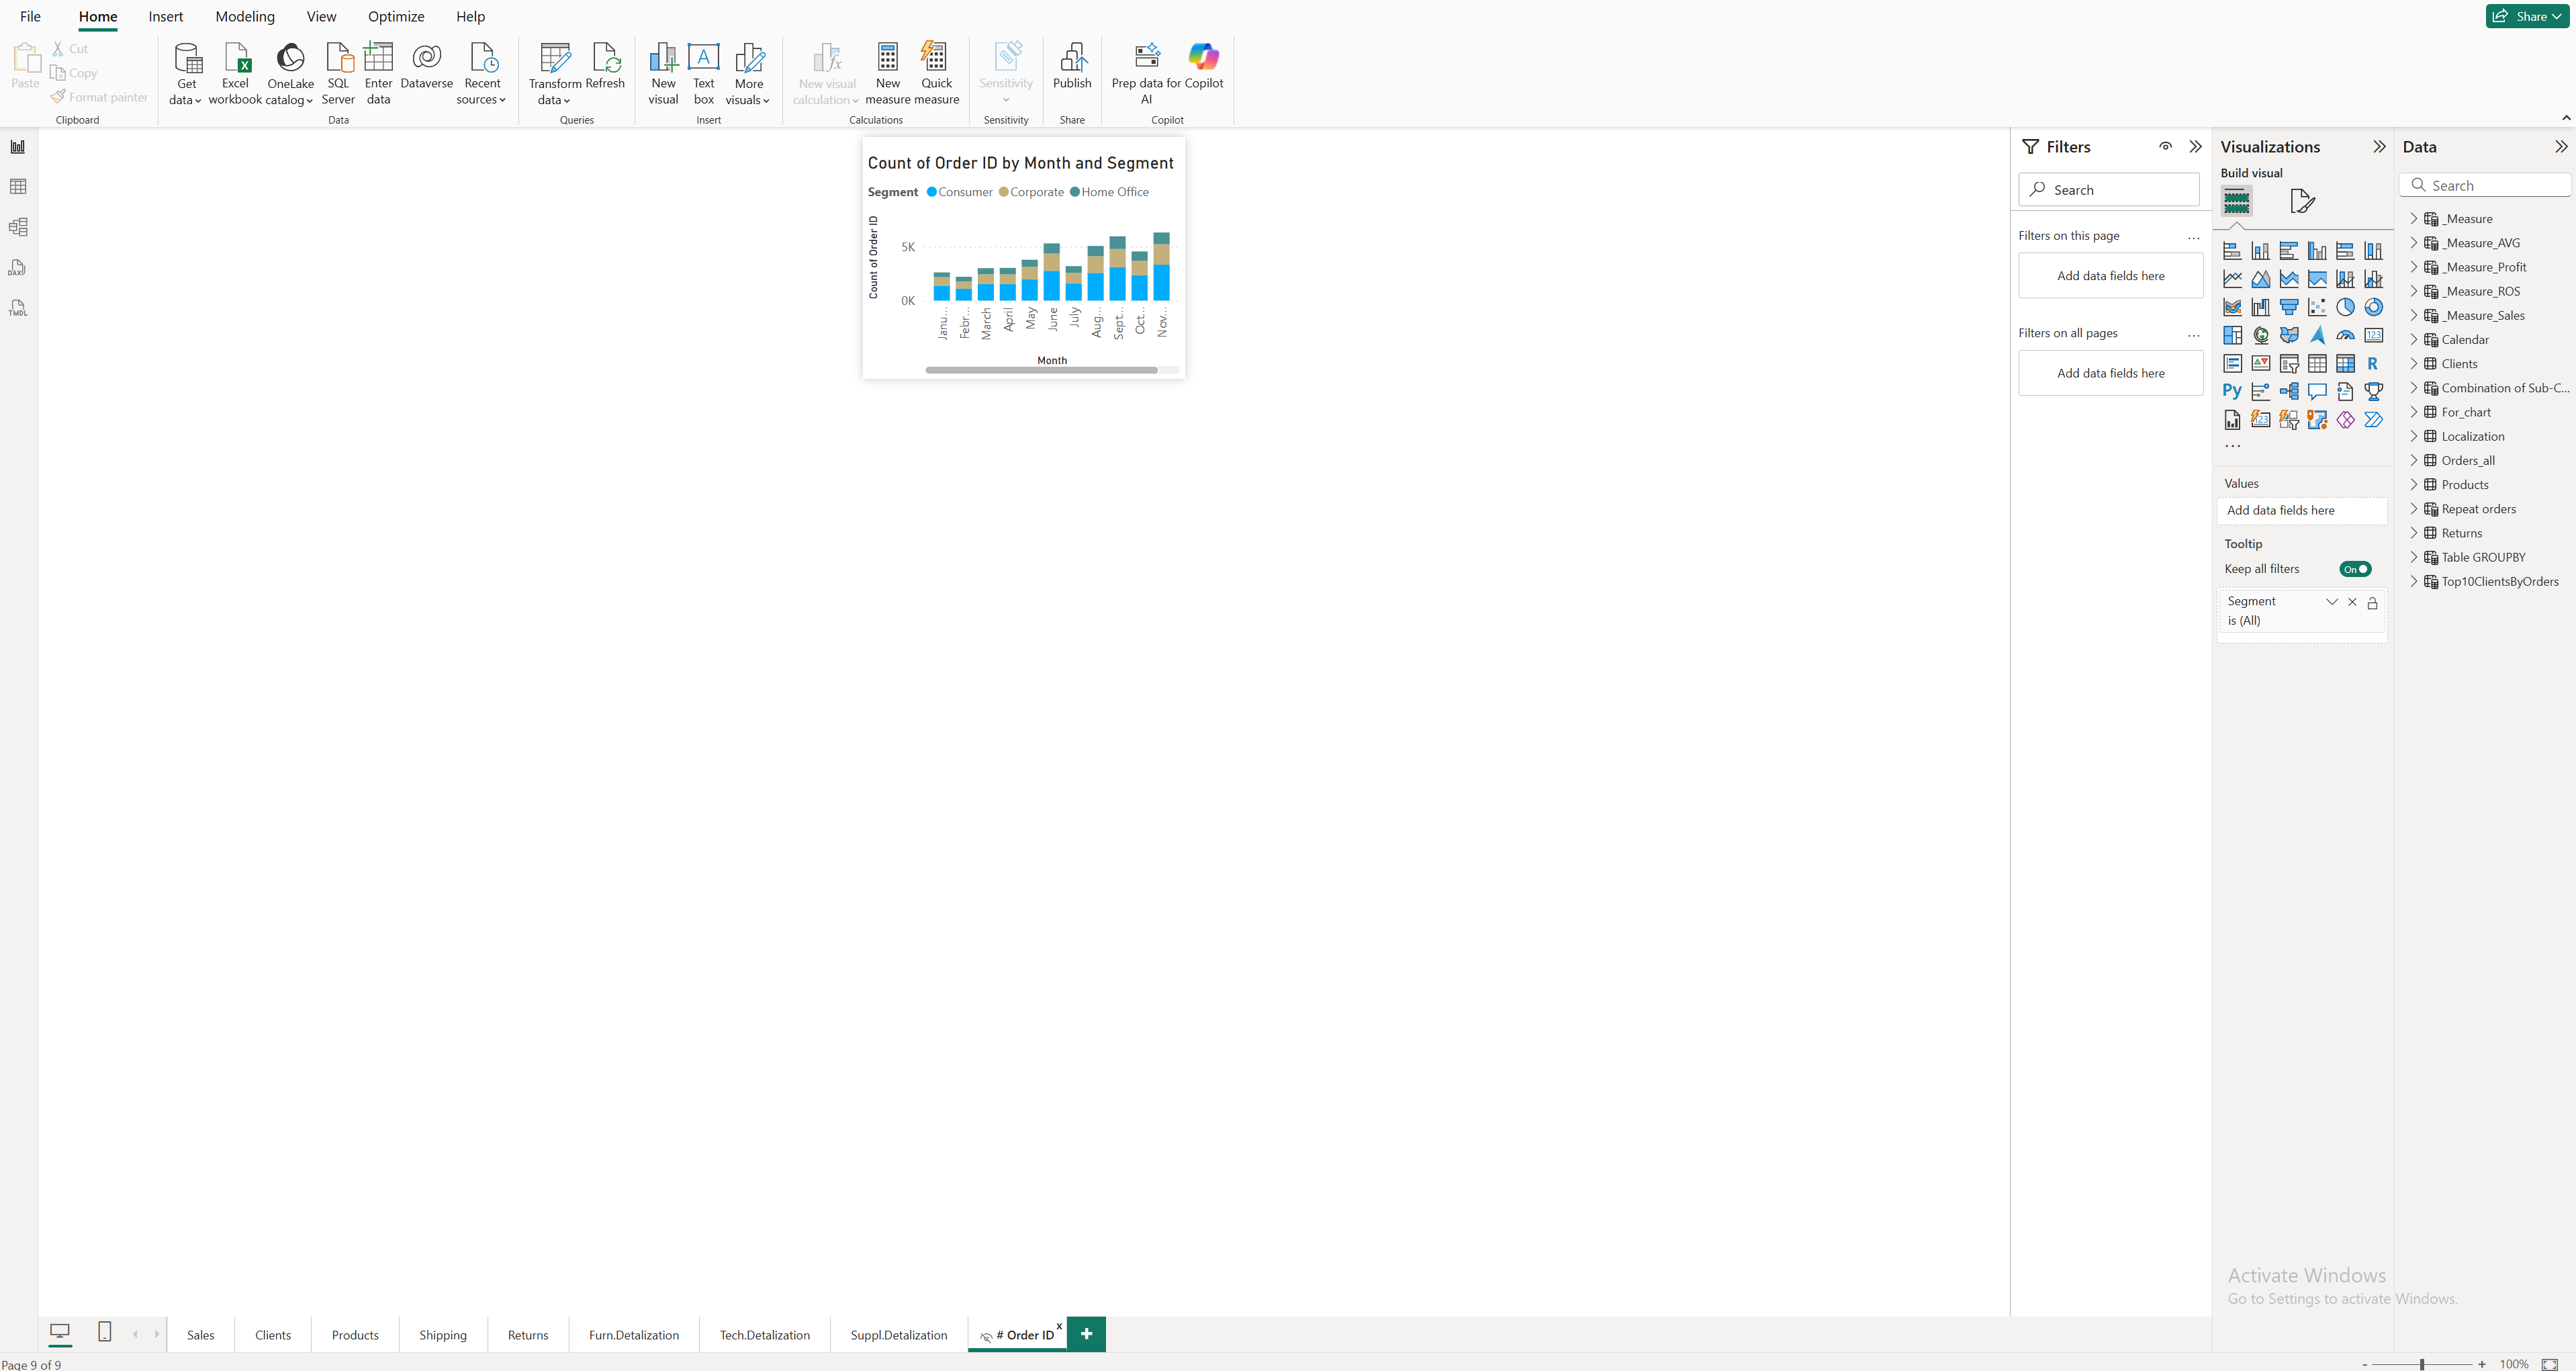 File Home Insert Modeling View Optimize Help Share
Paste Cut
Copy
Format painter
Clipboard
Get data
Excel workbook
OneLake catalog
SQL Server
Enter data
Dataverse
Recent sources
Data
Transform data
Refresh
Queries
New visual
Text box
More visuals
Insert
New visual calculation
New measure
Quick measure
Calculations
Sensitivity
Sensitivity
Publish
Share
Prep data for AI
Copilot
Copilot
DAX
TMDL
Count of Order ID by Month and Segment
Segment Consumer Corporate Home Office
Count of Order ID
5K
0K
Janu...
Febr...
March
April
May
June
July
Aug...
Sept...
Oct...
Nov...
Month
Filters
Search
Filters on this page ...
Add data fields here
Filters on all pages ...
Add data fields here
Visualizations
Build visual
123
R
Py
123
...
Values
Add data fields here
Tooltip
Keep all filters On
Segment
is (All)
Data
Search
_Measure
_Measure_AVG
_Measure_Profit
_Measure_ROS
_Measure_Sales
Calendar
Clients
Combination of Sub-C...
For_chart
Localization
Orders_all
Products
Repeat orders
Returns
Table GROUPBY
Top10ClientsByOrders
Activate Windows
Go to Settings to activate Windows.
Sales Clients Products Shipping Returns Furn.Detalization Tech.Detalization Suppl.Detalization # Order ID x +
Page 9 of 9 - + 100%